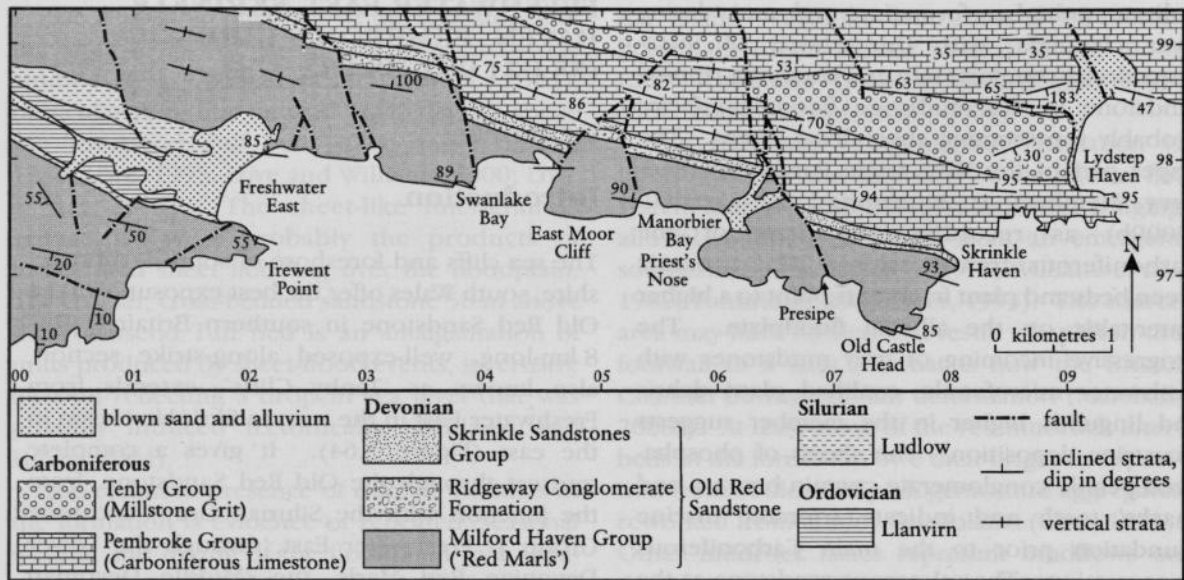 35
35
99
75
53
100
82
63
65
183
47
86
70
85
30
98
Freshwater
East
89
Swanlake
Bay
90
Lydstep
Haven
55
94
95
95
East Moor
Cliff
Manorbier
Bay
50
55
Priest's
Nose
93
Skrinkle
Haven
N
20
Trewent
Point
97
10
10
Presipe
85
Old Castle
Head
0 kilometres 1
00 01 02 03 04 05 06 07 08 09
blown sand and alluvium
Carboniferous
Tenby Group
(Millstone Grit)
Pembroke Group
(Carboniferous Limestone)
Devonian
Skrinkle Sandstones
Group
Ridgeway Conglomerate
Formation
Milford Haven Group
('Red Marls')
Old Red
Sandstone
Silurian
Ludlow
Ordovician
Llanvirn
fault
inclined strata,
dip in degrees
vertical strata